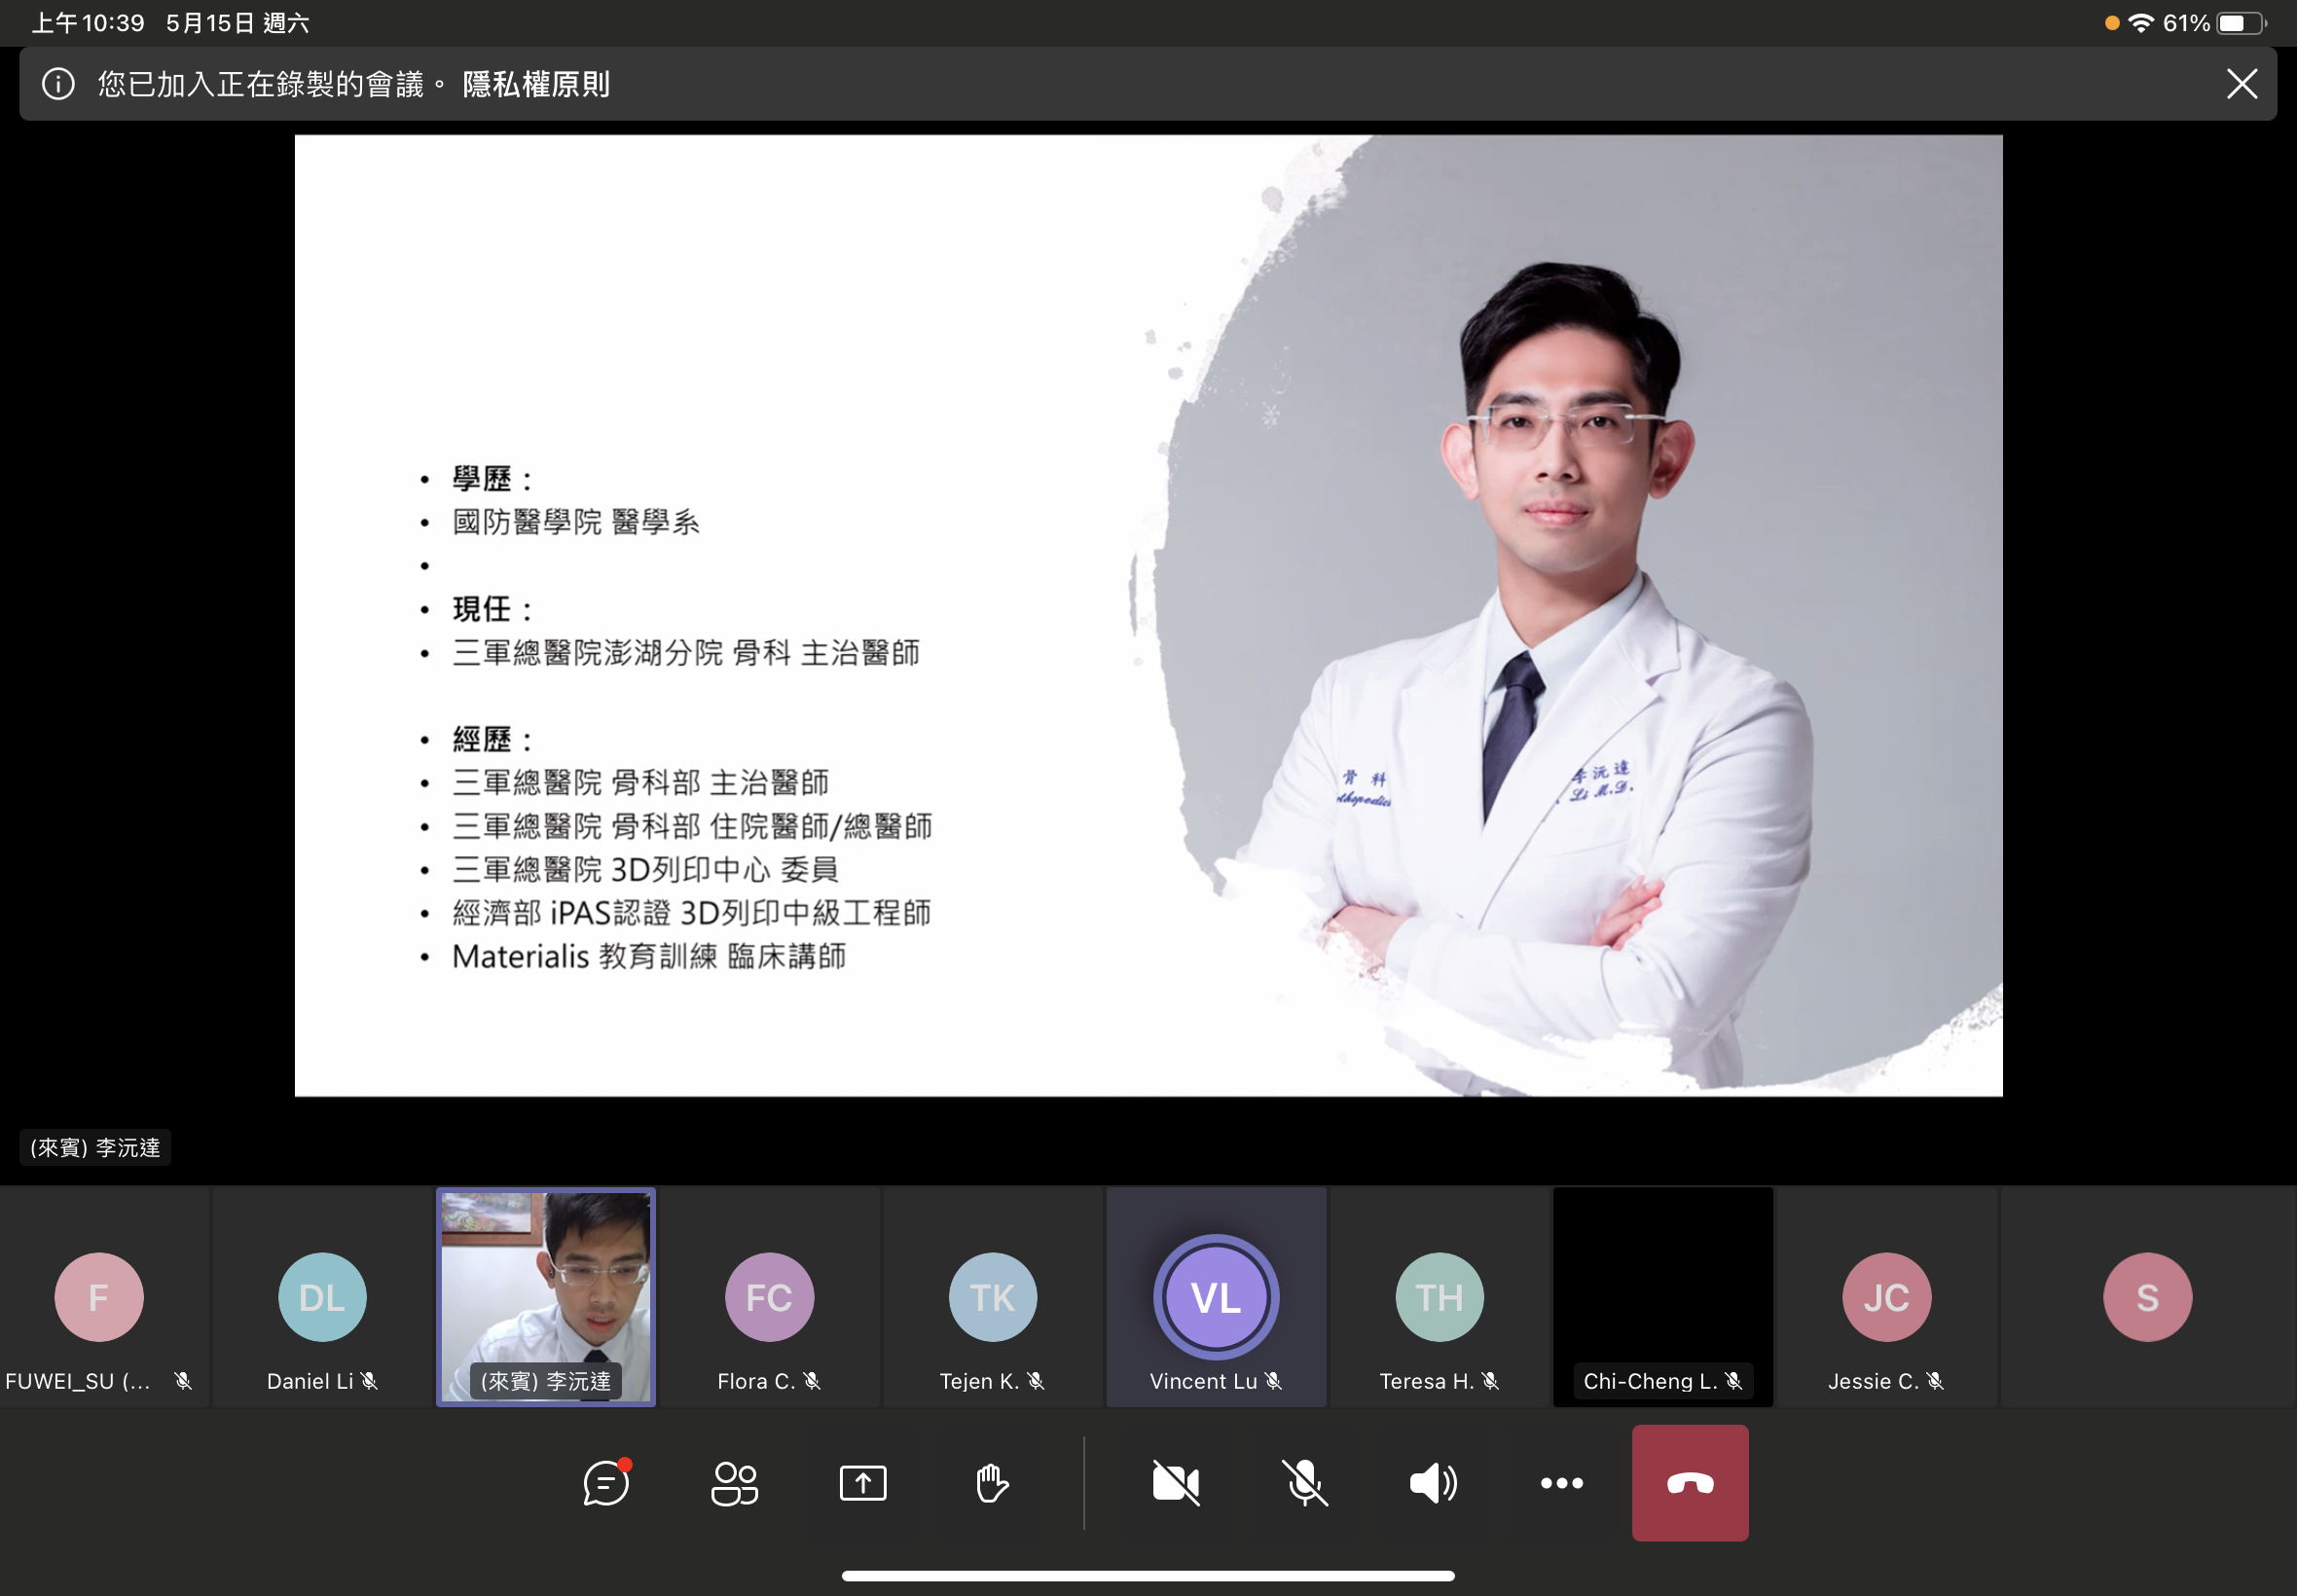 上午10:39 5月15日 週六
61%
您已加入正在錄製的會議。 隱私權原則
• 學歷：
• 國防醫學院 醫學系
•
• 現任：
• 三軍總醫院澎湖分院 骨科 主治醫師
• 經歷：
• 三軍總醫院 骨科部 主治醫師
• 三軍總醫院 骨科部 住院醫師/總醫師
• 三軍總醫院 3D列印中心 委員
• 經濟部 iPAS認證 3D列印中級工程師
• Materialis 教育訓練 臨床講師
骨科
李沅達
Li M.D.
(來賓) 李沅達
F
DL
FC
TK
VL
TH
JC
S
FUWEI_SU (...
Daniel Li
(來賓) 李沅達
Flora C.
Tejen K.
Vincent Lu
Teresa H.
Chi-Cheng L.
Jessie C.